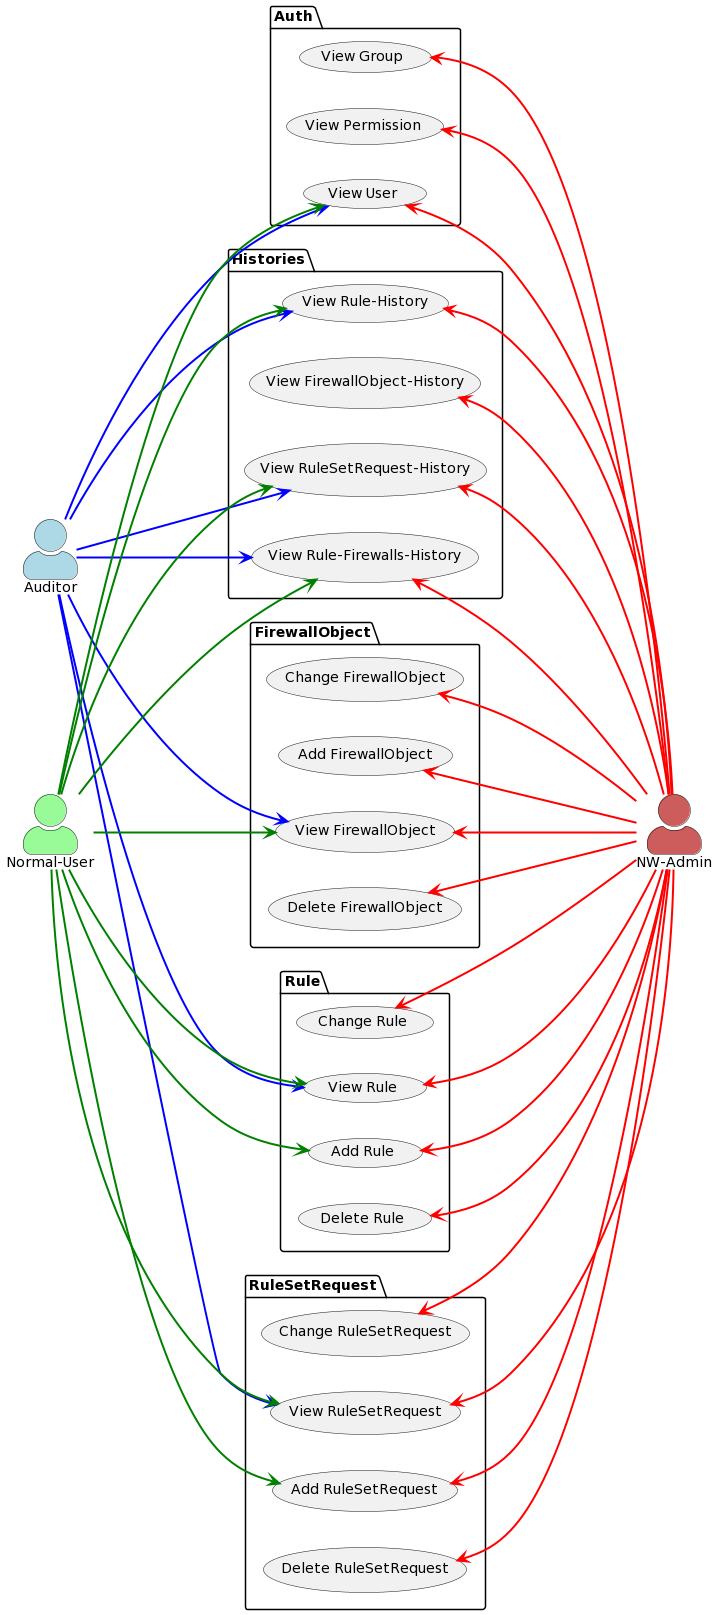 Auth
View Group
View Permission
View User
Histories
View Rule-History
View FirewallObject-History
View RuleSetRequest-History
View Rule-Firewalls-History
Auditor
FirewallObject
Change FirewallObject
Add FirewallObject
View FirewallObject
Delete FirewallObject
Normal-User
NW-Admin
Rule
Change Rule
View Rule
Add Rule
Delete Rule
RuleSetRequest
Change RuleSetRequest
View RuleSetRequest
Add RuleSetRequest
Delete RuleSetRequest